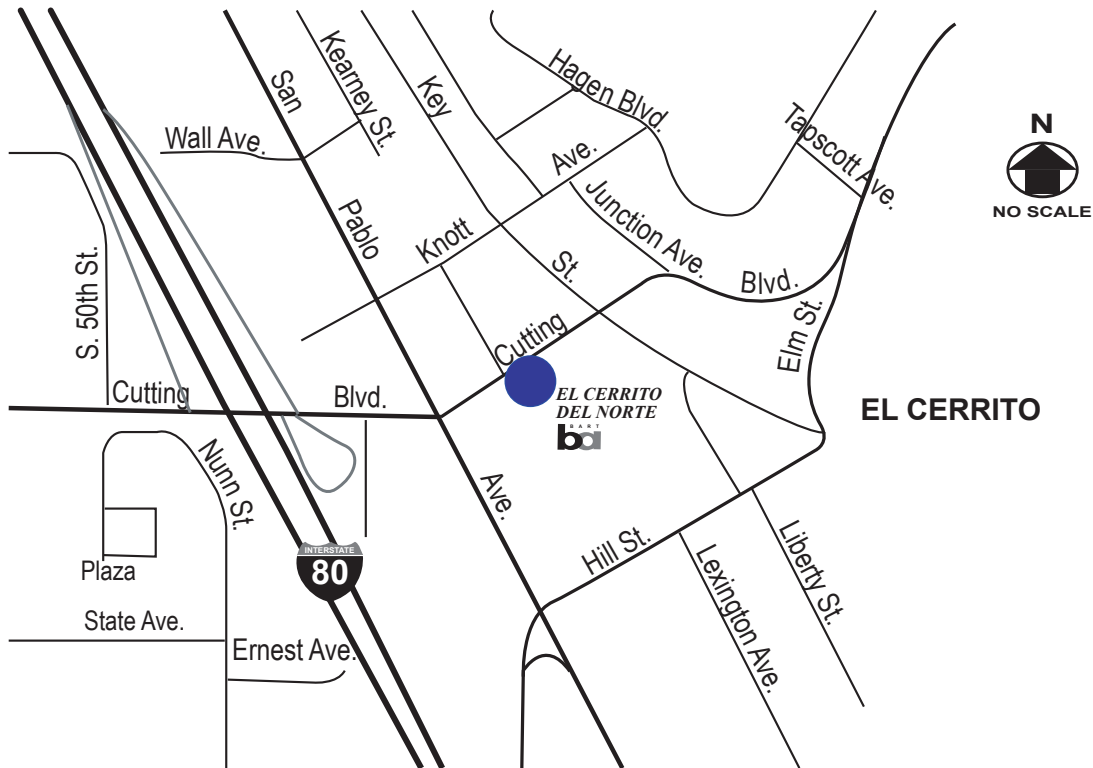 San
Kearney St.
Key
Hagen Blvd.
Tapscott Ave.
N
NO SCALE
Wall Ave.
Ave.
Junction Ave.
Pablo
Knott
St.
Blvd.
S. 50th St.
Cutting
Elm St.
Cutting
Blvd.
EL CERRITO
DEL NORTE
BART
ba
EL CERRITO
Nunn St.
Ave.
Hill St.
Liberty St.
Lexington Ave.
INTERSTATE
80
Plaza
State Ave.
Ernest Ave.